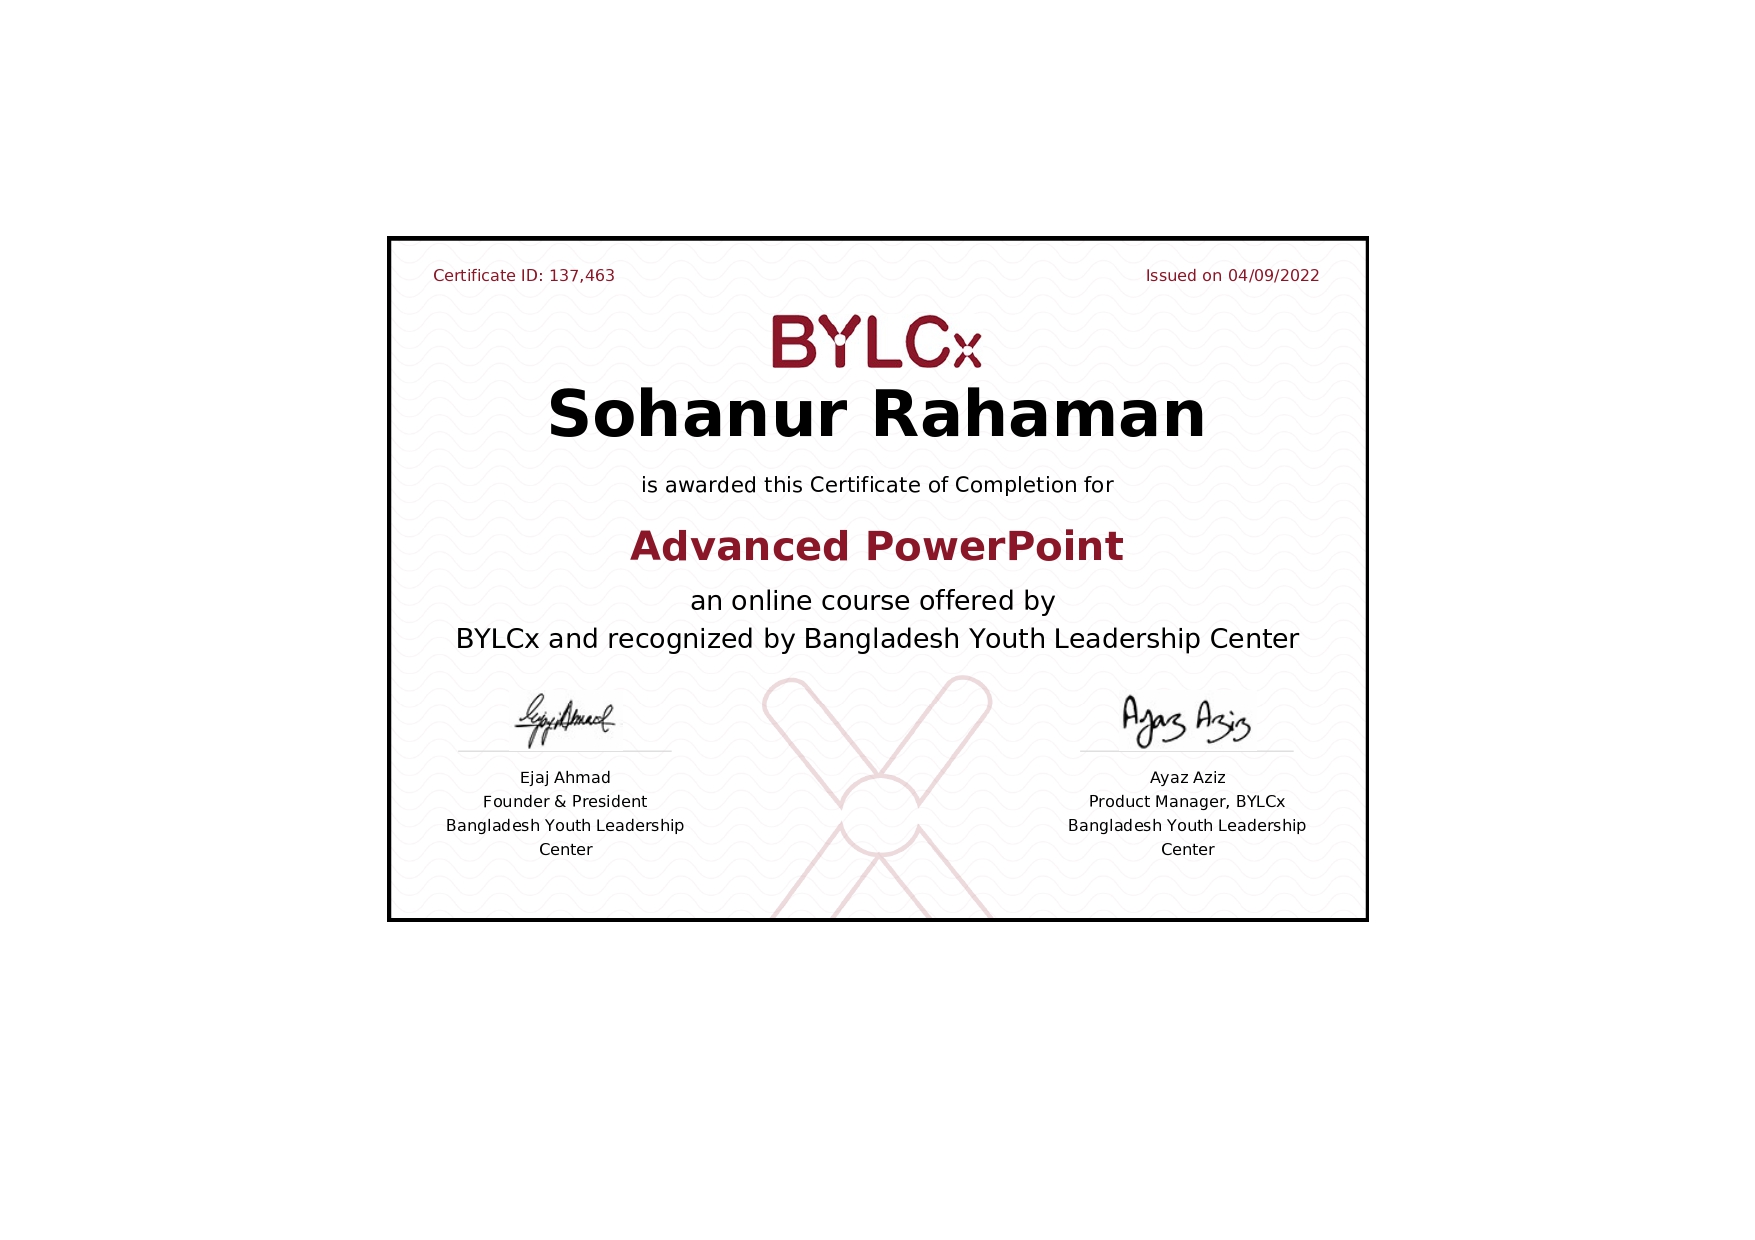 Certificate ID: 137,463
Issued on 04/09/2022
BYLCx
Sohanur Rahaman
is awarded this Certificate of Completion for
Advanced PowerPoint
an online course offered by
BYLCx and recognized by Bangladesh Youth Leadership Center
Ejaj Ahmad
Ejaj Ahmad
Founder & President
Bangladesh Youth Leadership
Center
Ayaz Aziz
Ayaz Aziz
Product Manager, BYLCx
Bangladesh Youth Leadership
Center